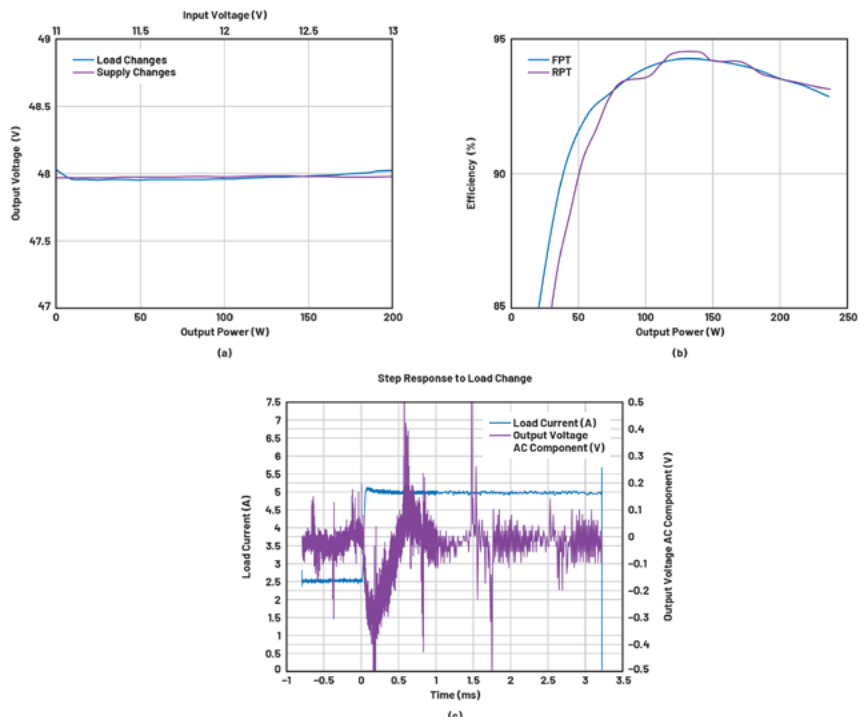 Input Voltage (V)
11 11.5 12 12.5 13
49
48.5
48
47.5
47
Output Voltage (V)
Load Changes
Supply Changes
0 50 100 150 200
Output Power (W)
(a)
95
90
85
Efficiency (%)
FPT
RPT
0 50 100 150 200 250
Output Power (W)
(b)
Step Response to Load Change
7.5
7
6.5
6
5.5
5
4.5
4
3.5
3
2.5
2
1.5
1
0.5
0
Load Current (A)
Load Current (A)
Output Voltage
AC Component (V)
0.5
0.4
0.3
0.2
0.1
0
–0.1
–0.2
–0.3
–0.4
–0.5
Output Voltage AC Component (V)
–1 –0.5 0 0.5 1 1.5 2 2.5 3 3.5
Time (ms)
(c)